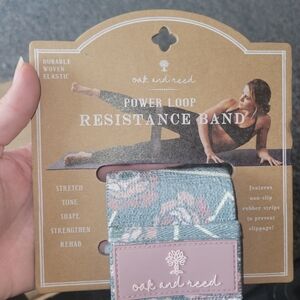 DURABLE
WOVEN
ELASTIC
oak and reed
POWER LOOP
RESISTANCE BAND
STRETCH
TONE
SHAPE
STRENGTHEN
REHAB
features
non-slip
rubber strips
to prevent
slippage!
oak and reed